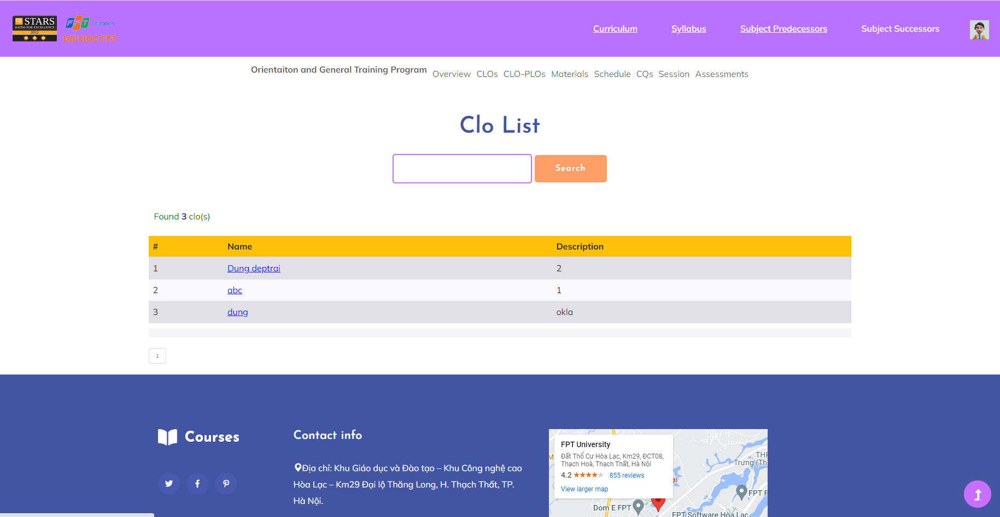 QS STARS
RATED FOR EXCELLENCE
2012
FPT Education
ĐẠI HỌC FPT
Curriculum
Syllabus
Subject Predecessors
Subject Successors
Orientaiton and General Training Program
Overview CLOs CLO-PLOs Materials Schedule CQs Session Assessments
Clo List
Search
Found 3 clo(s)
# Name Description
1 Dung deptrai 2
2 abc 1
3 dung okla
1
Courses
Contact info
Địa chỉ: Khu Giáo dục và Đào tạo – Khu Công nghệ cao
Hòa Lạc – Km29 Đại lộ Thăng Long, H. Thạch Thất, TP.
Hà Nội.
FPT University
Đất Thổ Cư Hòa Lạc, Km29, ĐCT08,
Thạch Hoà, Thạch Thất, Hà Nội
4.2 855 reviews
View larger map
Trưng (Th
FPT F
Dom E FPT
FPT Software Hòa Lạc